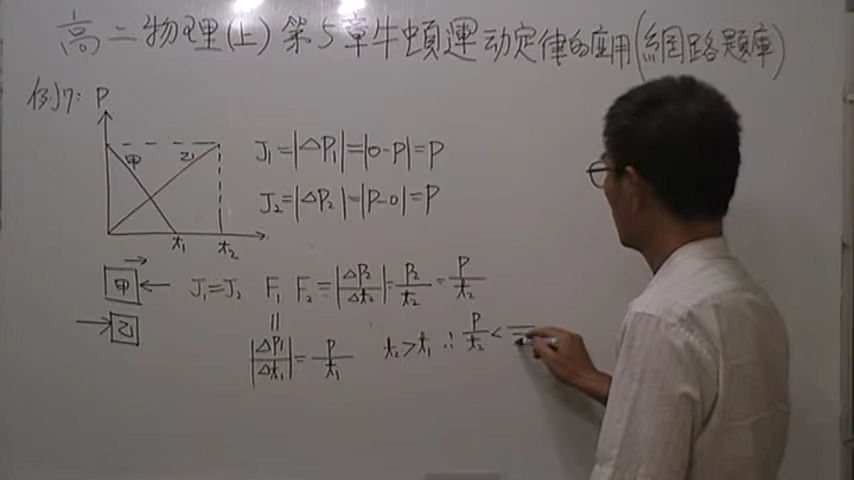 高二物理(上)第5章牛頓運动定律的应用(網路題庫)
例7: P
甲 乙
t₁ t₂
J₁=|ΔP₁|=|0-P|=P
J₂=|ΔP₂|=|P-0|=P
甲 J₁=J₂ F₁ F₂=|ΔP₂/Δt₂|=P₂/t₂=P/t₂
乙
|ΔP₁/Δt₁|=P/t₁ t₂>t₁ ∴ P/t₂<